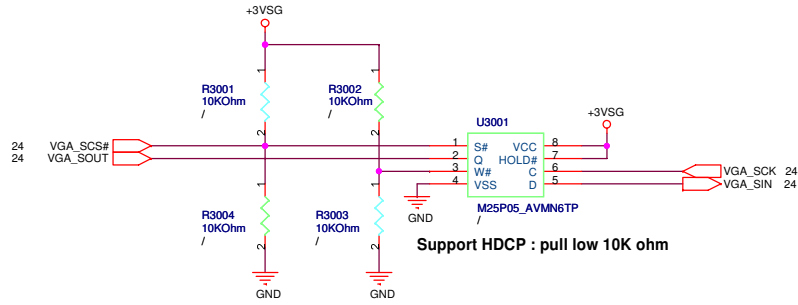 +3VSG
R3001
10KOhm
/
1
2
R3002
10KOhm
/
1
2
24 VGA_SCS#
24 VGA_SOUT
U3001
1 S# VCC 8
2 Q HOLD# 7
3 W# C 6
4 VSS D 5
M25P05_AVMN6TP
/
+3VSG
VGA_SCK 24
VGA_SIN 24
GND
R3004
10KOhm
/
1
2
R3003
10KOhm
/
1
2
Support HDCP : pull low 10K ohm
GND
GND